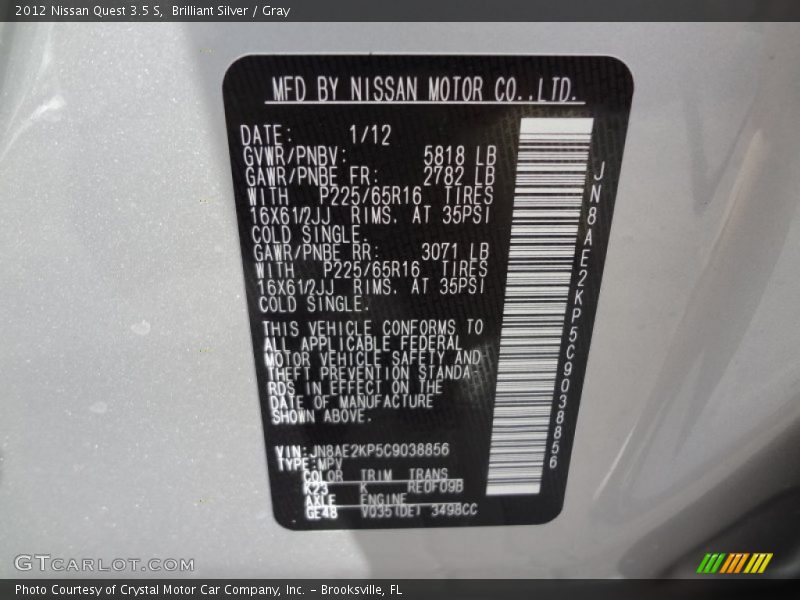 2012 Nissan Quest 3.5 S, Brilliant Silver / Gray
MFD BY NISSAN MOTOR CO.,LTD.
DATE: 1/12
GVWR/PNBV: 5818 LB
GAWR/PNBE FR: 2782 LB
WITH P225/65R16 TIRES
16X61/2JJ RIMS. AT 35PSI
COLD SINGLE.
GAWR/PNBE RR: 3071 LB
WITH P225/65R16 TIRES
16X61/2JJ RIMS. AT 35PSI
COLD SINGLE.
THIS VEHICLE CONFORMS TO
ALL APPLICABLE FEDERAL
MOTOR VEHICLE SAFETY AND
THEFT PREVENTION STANDA-
RDS IN EFFECT ON THE
DATE OF MANUFACTURE
SHOWN ABOVE.
VIN:JN8AE2KP5C9038856
TYPE:MPV
COLOR TRIM TRANS
K23 K RE0F09B
AXLE ENGINE
GE48 V035(DE) 3498CC
JN8AE2KP5C9038856
GTCARLOT.COM
Photo Courtesy of Crystal Motor Car Company, Inc. – Brooksville, FL